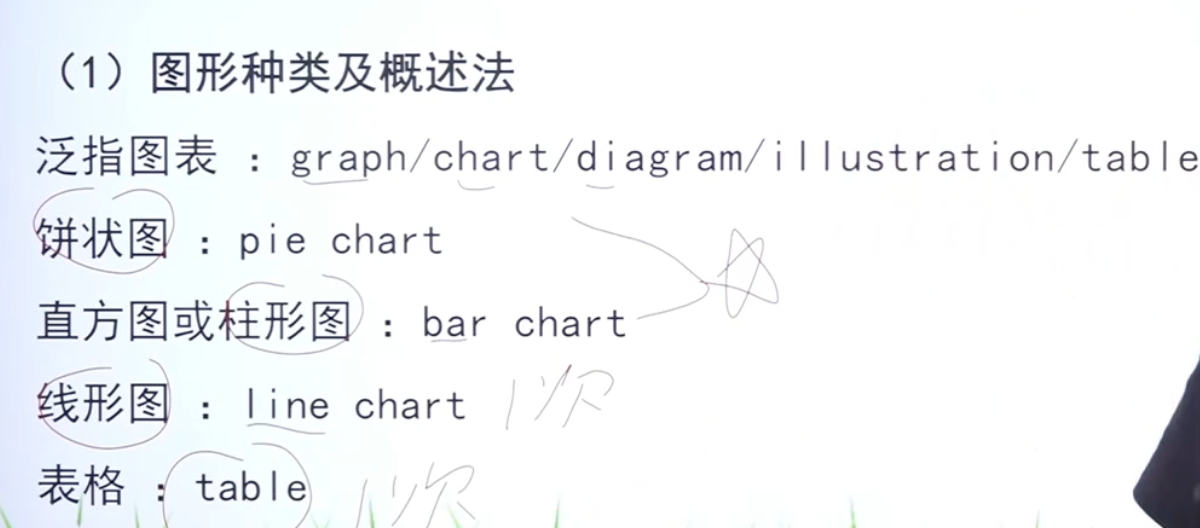 （1）图形种类及概述法
泛指图表 ：graph/chart/diagram/illustration/table
饼状图 ：pie chart
直方图或柱形图 ：bar chart
线形图 ：line chart 1次
表格 ：table 1次